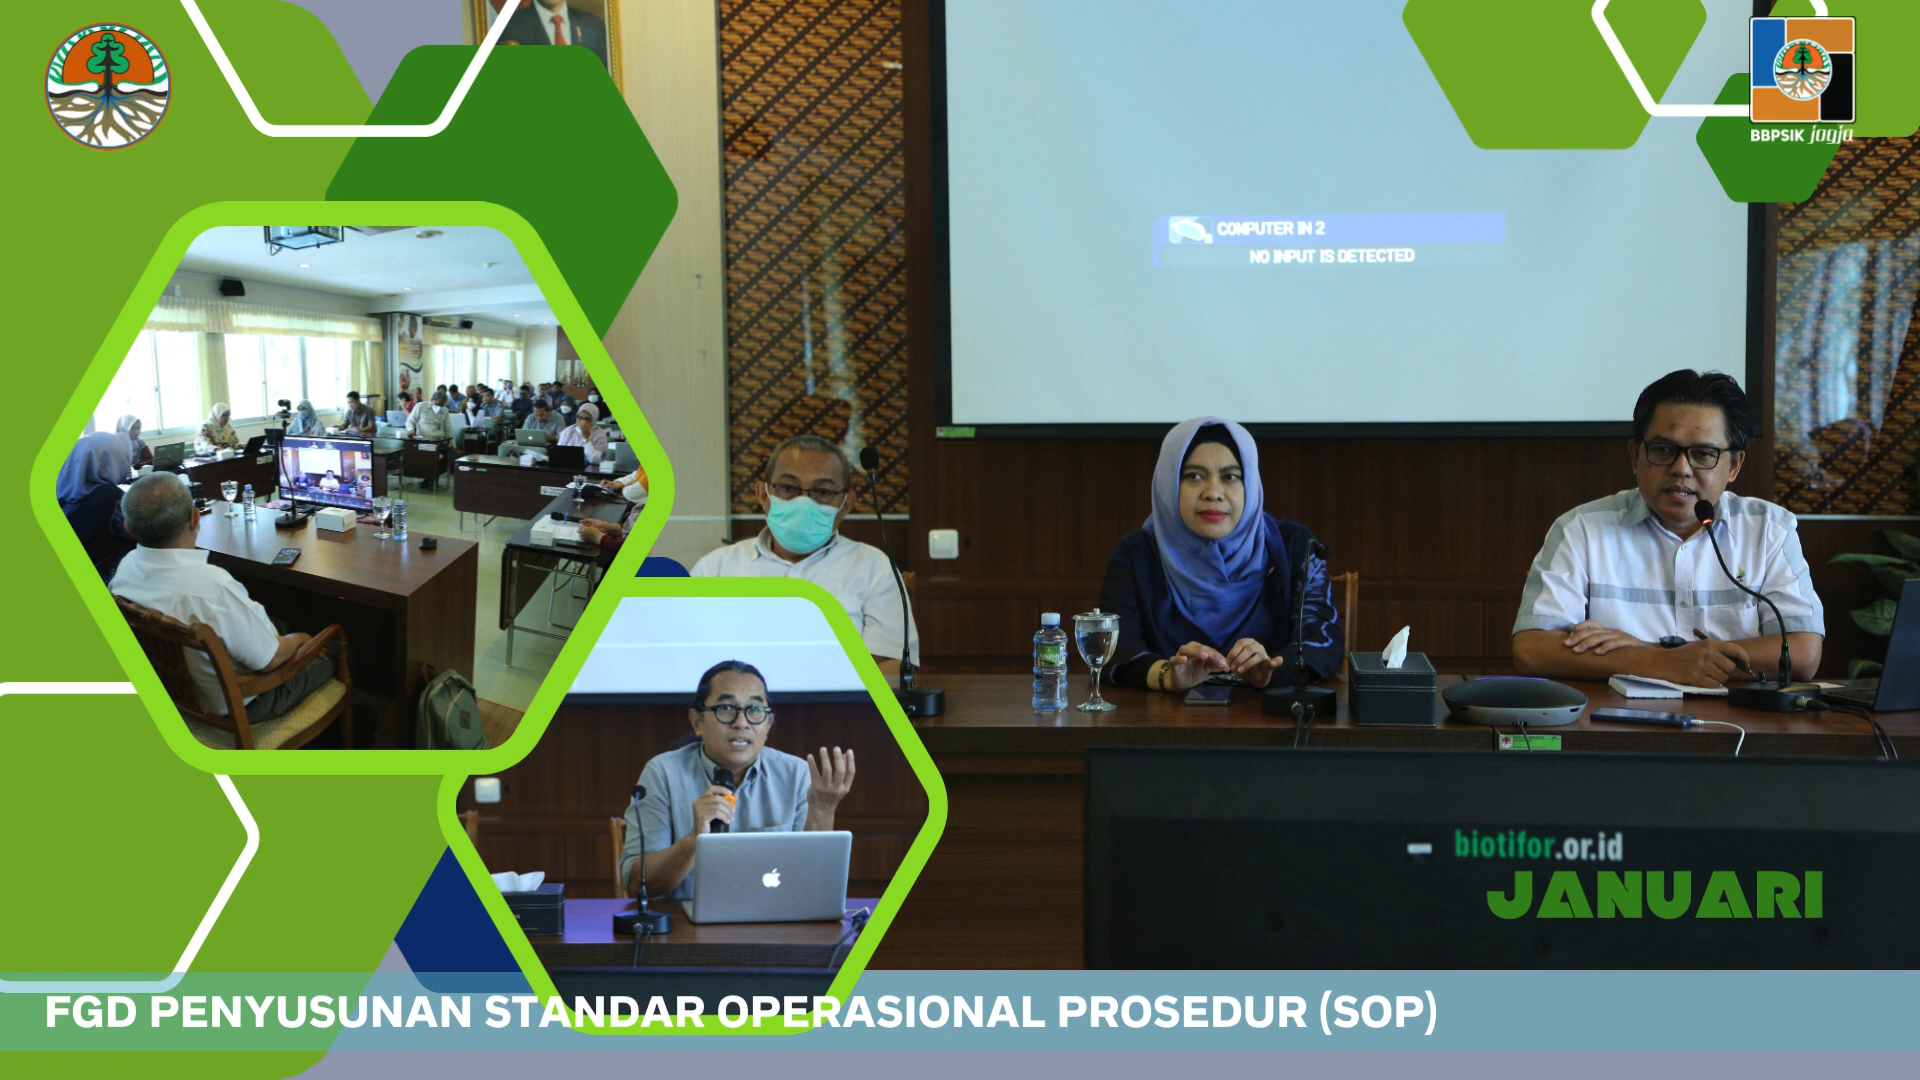 BBPSIK jogja
COMPUTER IN 2
NO INPUT IS DETECTED
biotifor.or.id
JANUARI
FGD PENYUSUNAN STANDAR OPERASIONAL PROSEDUR (SOP)